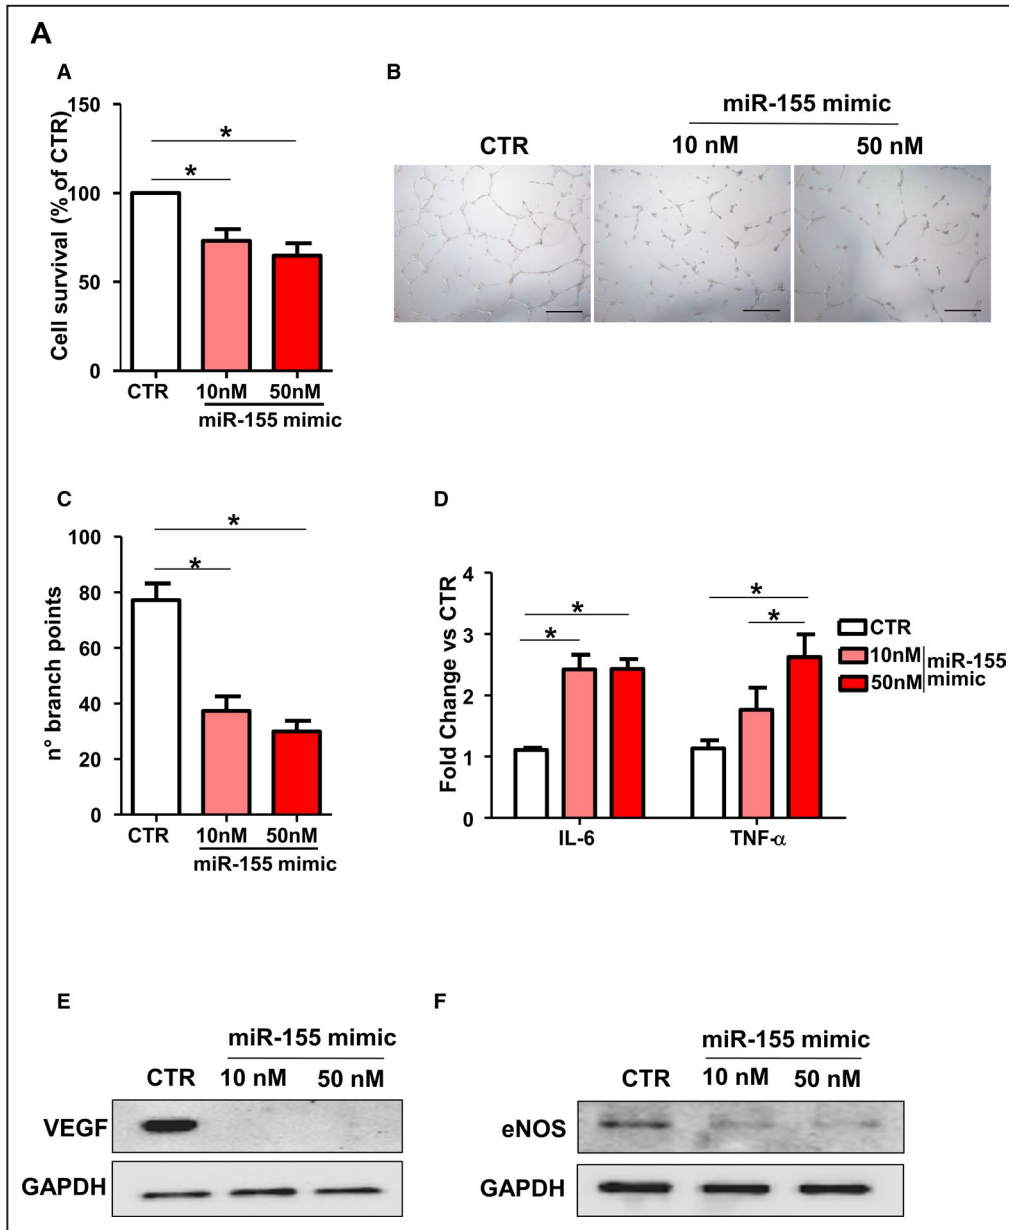 A
A
Cell survival (% of CTR)
150
100
50
0
*
*
CTR 10nM 50nM
miR-155 mimic
B
miR-155 mimic
CTR 10 nM 50 nM
C
n° branch points
100
80
60
40
20
0
*
*
CTR 10nM 50nM
miR-155 mimic
D
Fold Change vs CTR
4
3
2
1
0
*
*
*
*
IL-6 TNF-α
CTR
10nM
50nM
miR-155
mimic
E
miR-155 mimic
CTR 10 nM 50 nM
VEGF
GAPDH
F
miR-155 mimic
CTR 10 nM 50 nM
eNOS
GAPDH